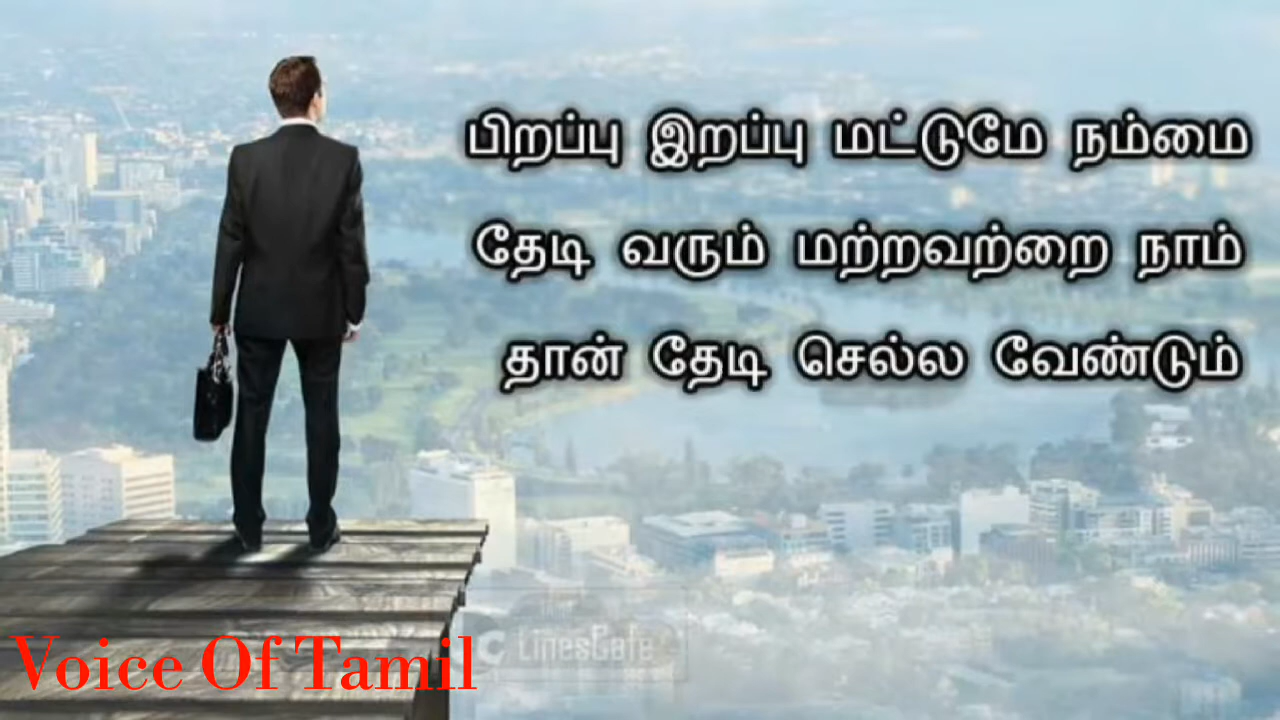 பிறப்பு இறப்பு மட்டுமே நம்மை
தேடி வரும் மற்றவற்றை நாம்
தான் தேடி செல்ல வேண்டும்
LinesCafe
Voice Of Tamil